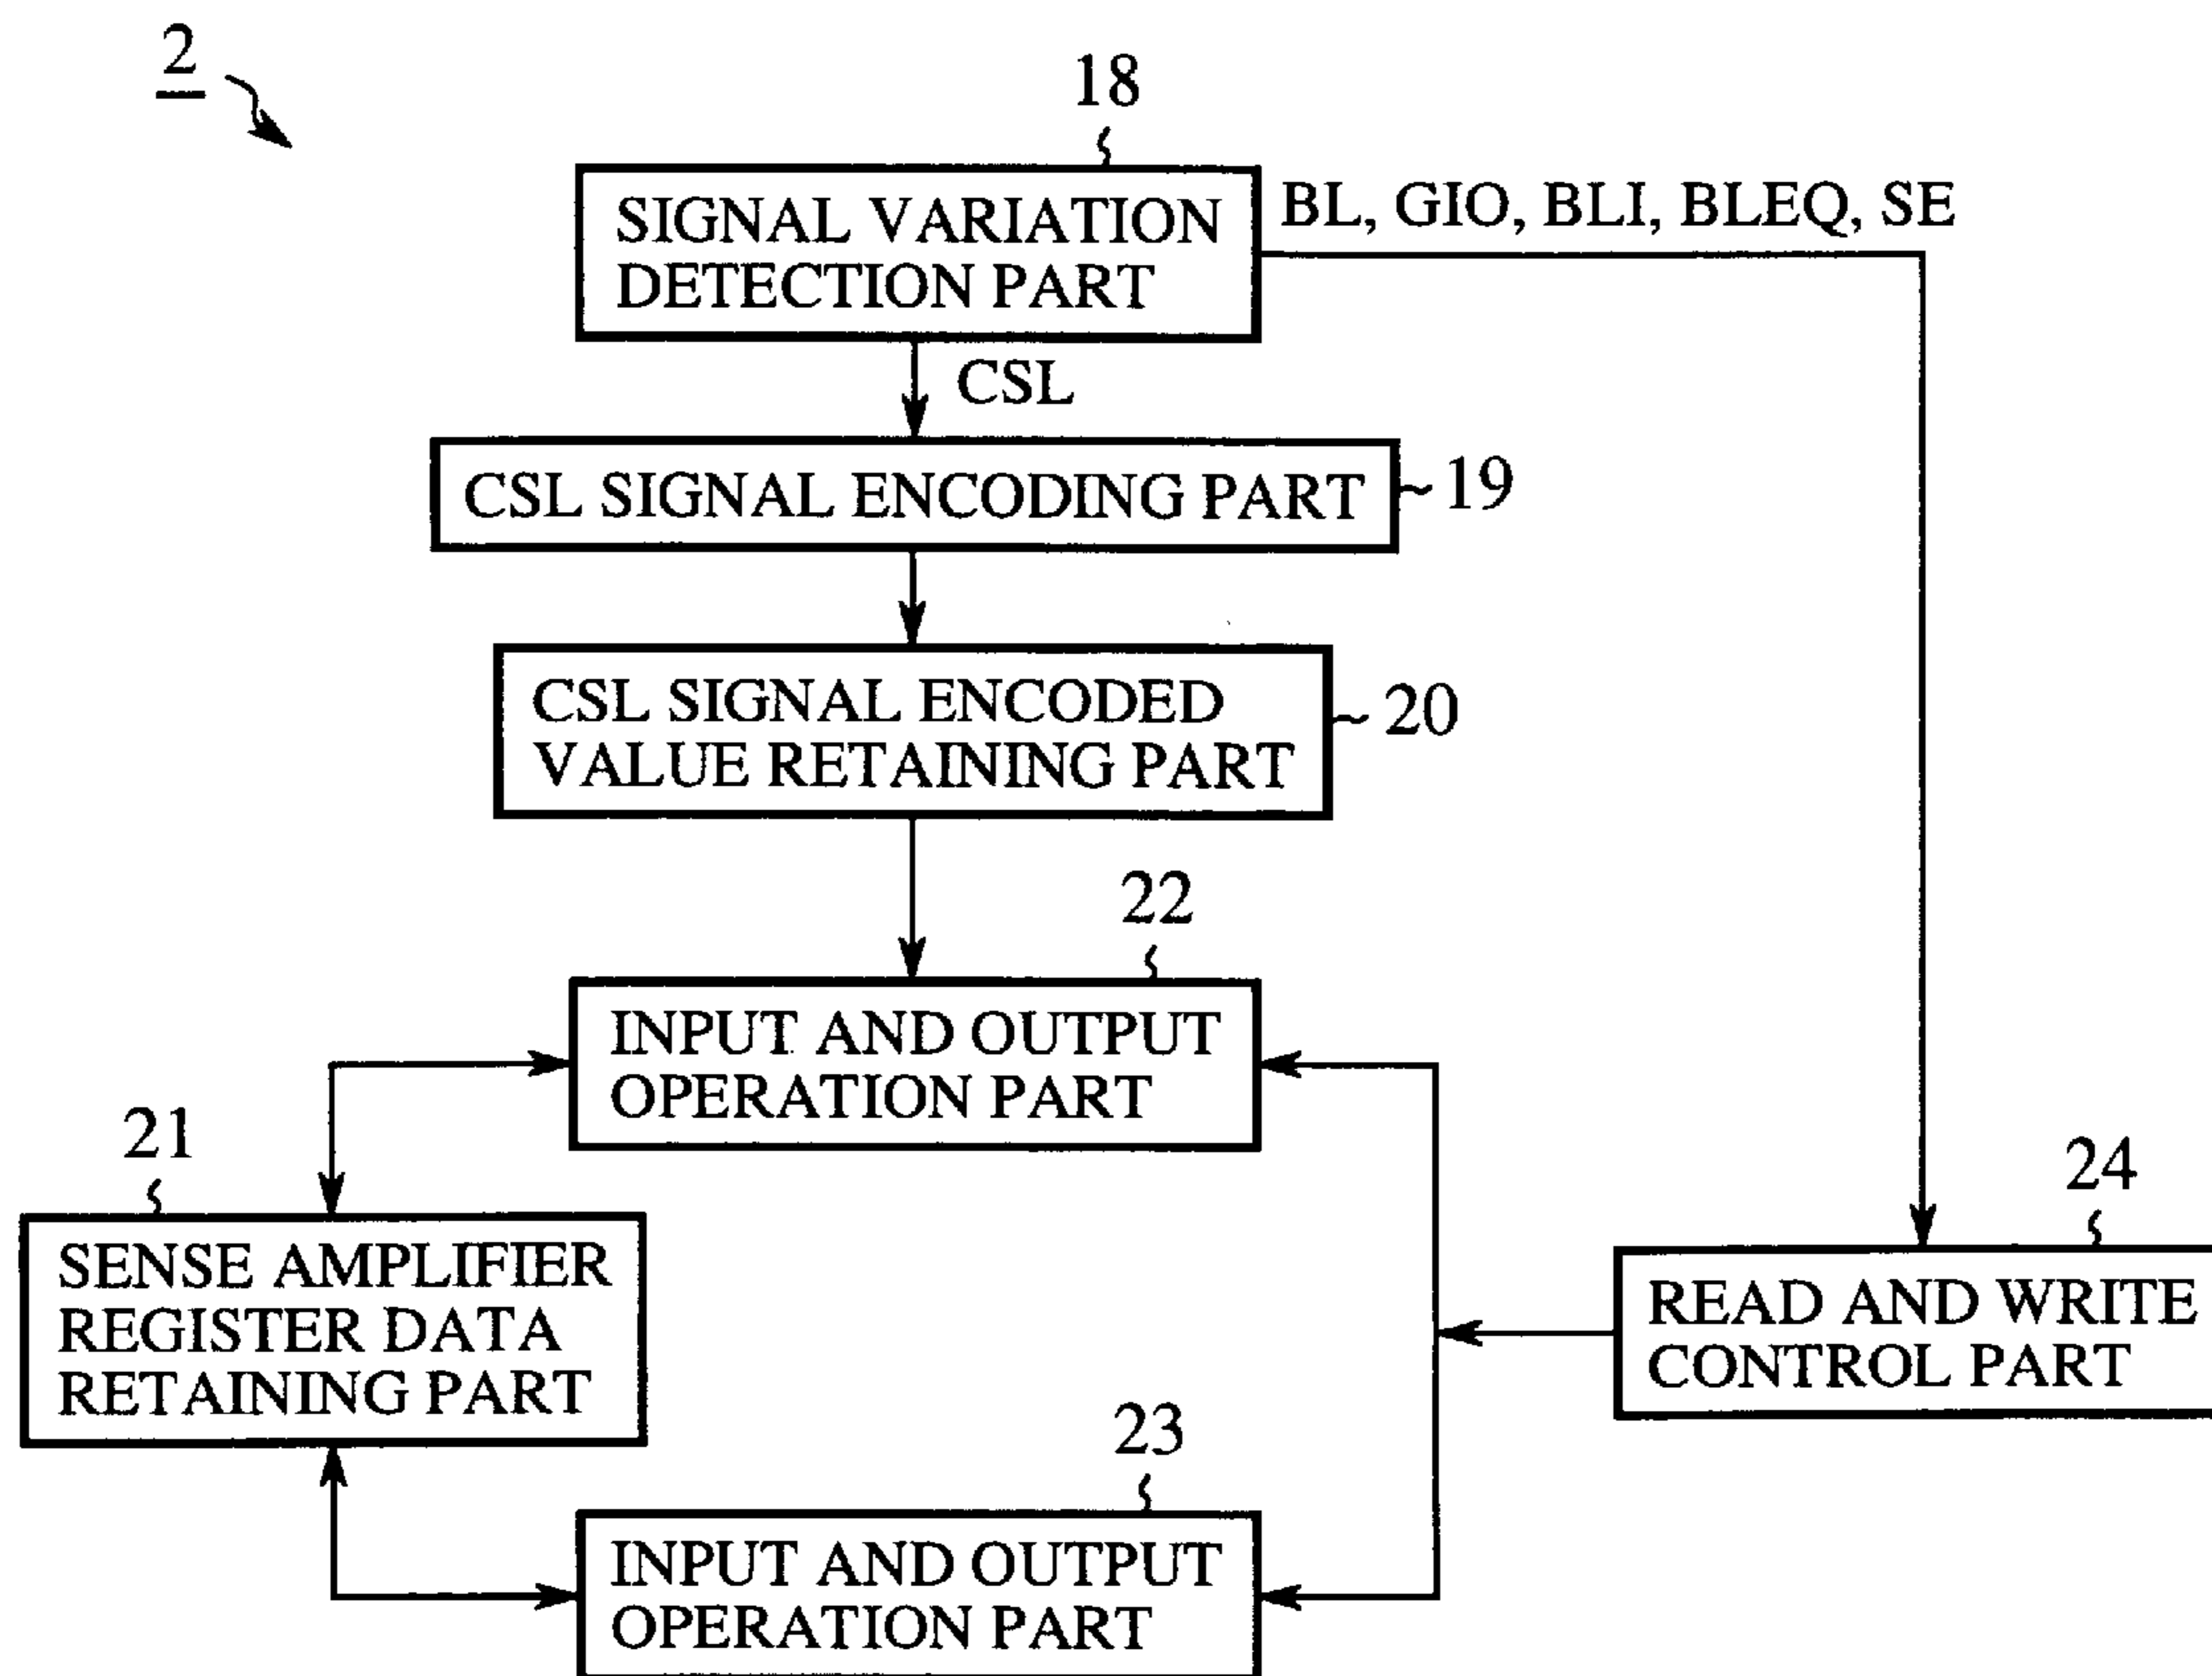 2
18
SIGNAL VARIATION
DETECTION PART
BL, GIO, BLI, BLEQ, SE
CSL
CSL SIGNAL ENCODING PART
19
CSL SIGNAL ENCODED
VALUE RETAINING PART
20
22
INPUT AND OUTPUT
OPERATION PART
21
SENSE AMPLIFIER
REGISTER DATA
RETAINING PART
24
READ AND WRITE
CONTROL PART
23
INPUT AND OUTPUT
OPERATION PART